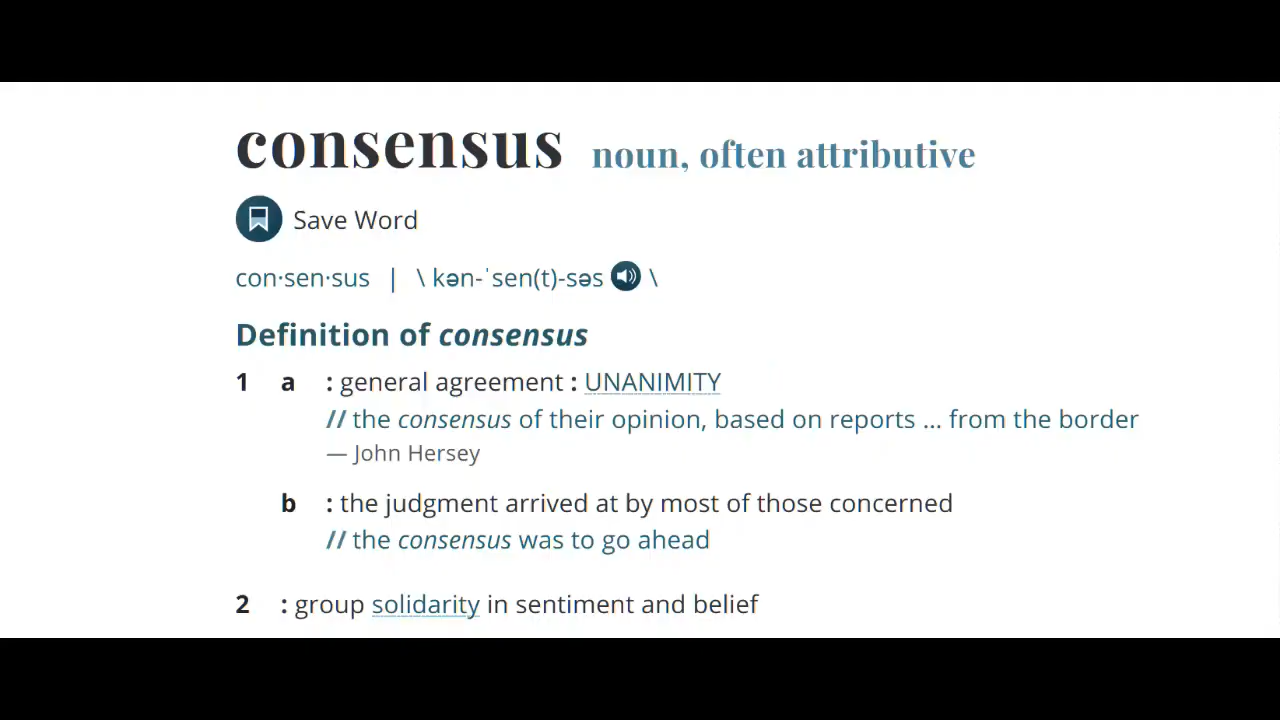 consensus noun, often attributive
Save Word
con·sen·sus | \ kən-ˈsen(t)-səs \
Definition of consensus
1 a : general agreement : UNANIMITY
// the consensus of their opinion, based on reports ... from the border
— John Hersey
b : the judgment arrived at by most of those concerned
// the consensus was to go ahead
2 : group solidarity in sentiment and belief